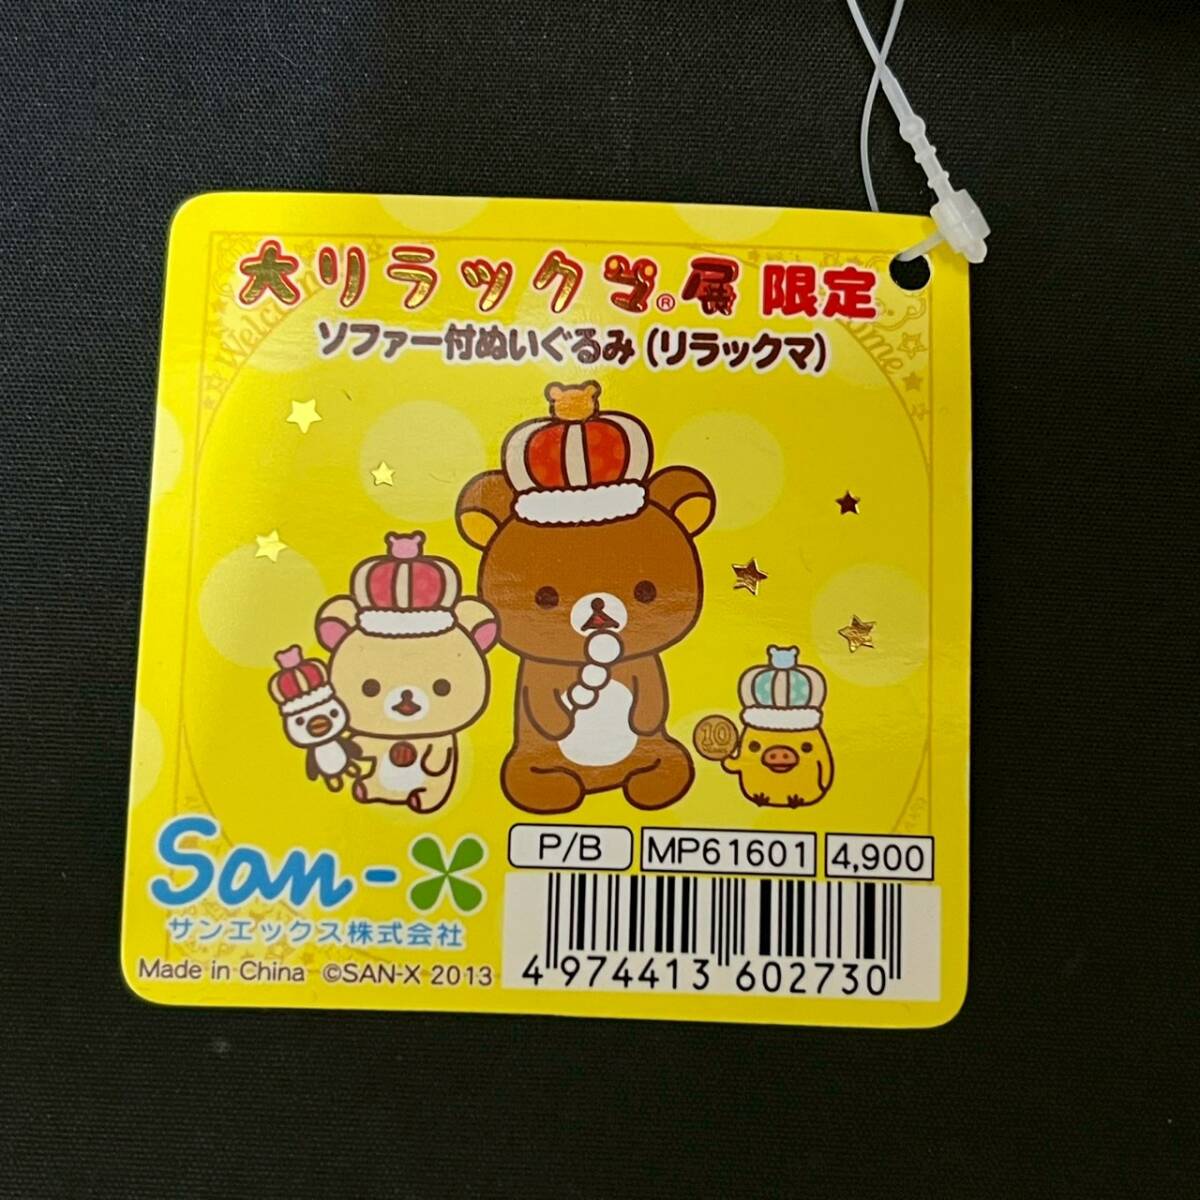 大リラックマ®展 限定
ソファー付ぬいぐるみ(リラックマ)
Welcome
10
P/B MP61601 4,900
San-X
サンエックス株式会社
Made in China ©SAN-X 2013
4 974413 602730